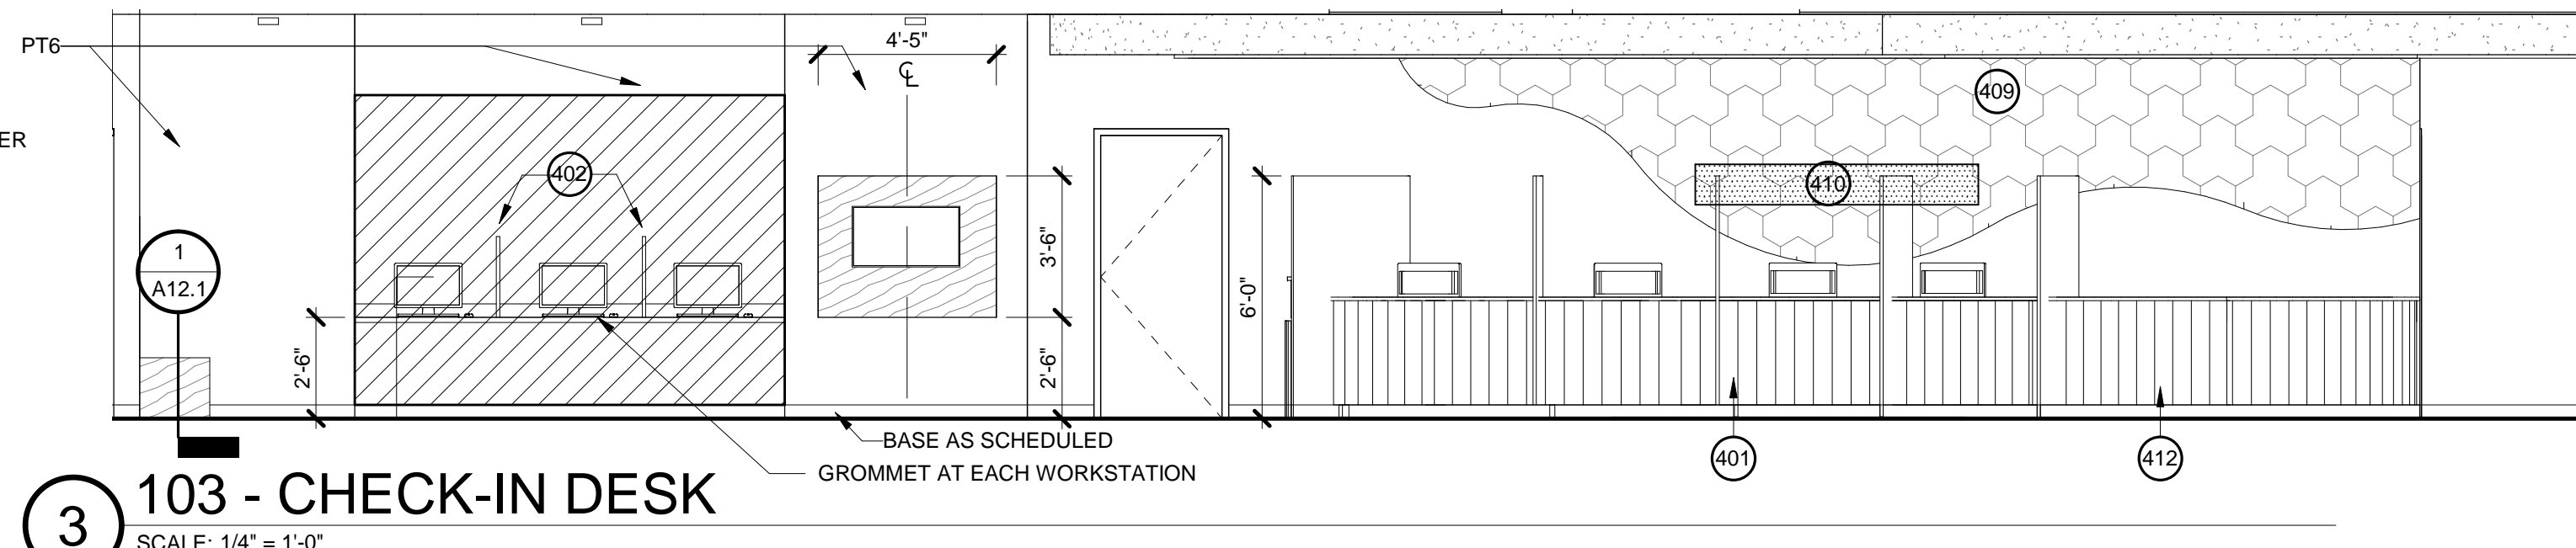 PT6
ER
4'-5"
℄
402
409
410
1
A12.1
2'-6"
3'-6"
2'-6"
6'-0"
BASE AS SCHEDULED
GROMMET AT EACH WORKSTATION
401
412
3
103 - CHECK-IN DESK
SCALE: 1/4" = 1'-0"